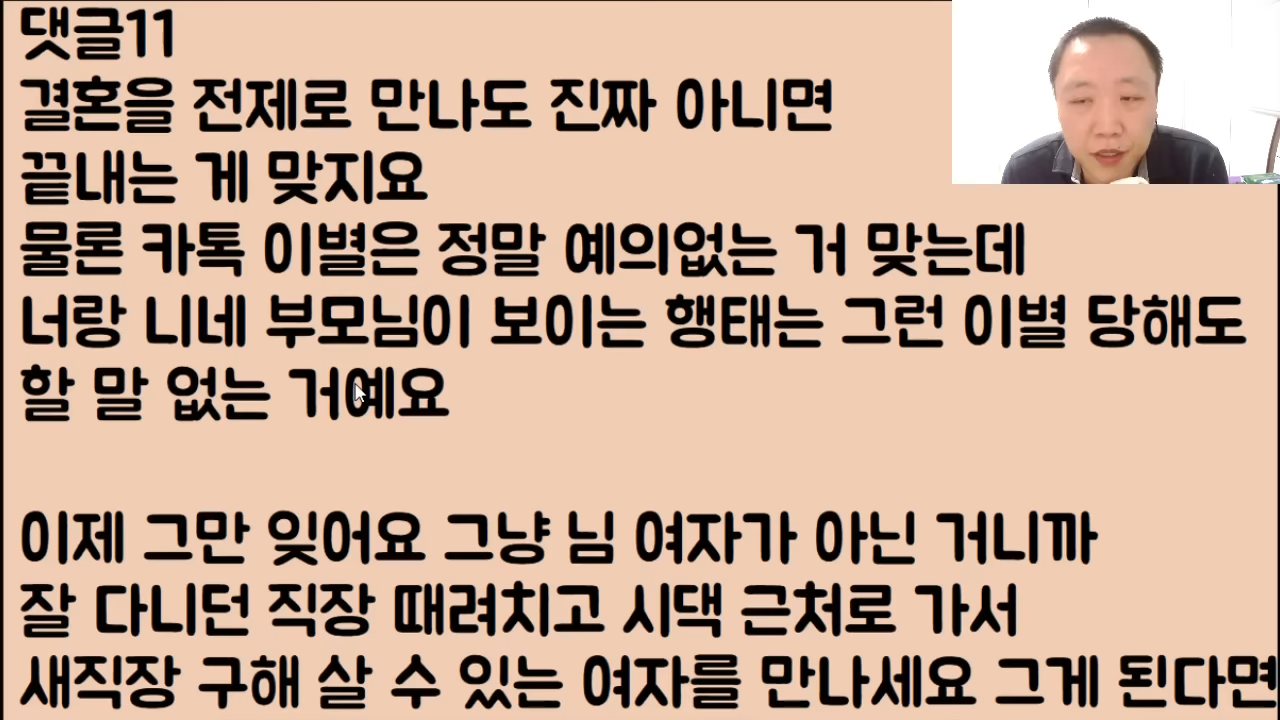 댓글11
결혼을 전제로 만나도 진짜 아니면
끝내는 게 맞지요
물론 카톡 이별은 정말 예의없는 거 맞는데
너랑 니네 부모님이 보이는 행태는 그런 이별 당해도
할 말 없는 거예요
이제 그만 잊어요 그냥 님 여자가 아닌 거니까
잘 다니던 직장 때려치고 시댁 근처로 가서
새직장 구해 살 수 있는 여자를 만나세요 그게 된다면